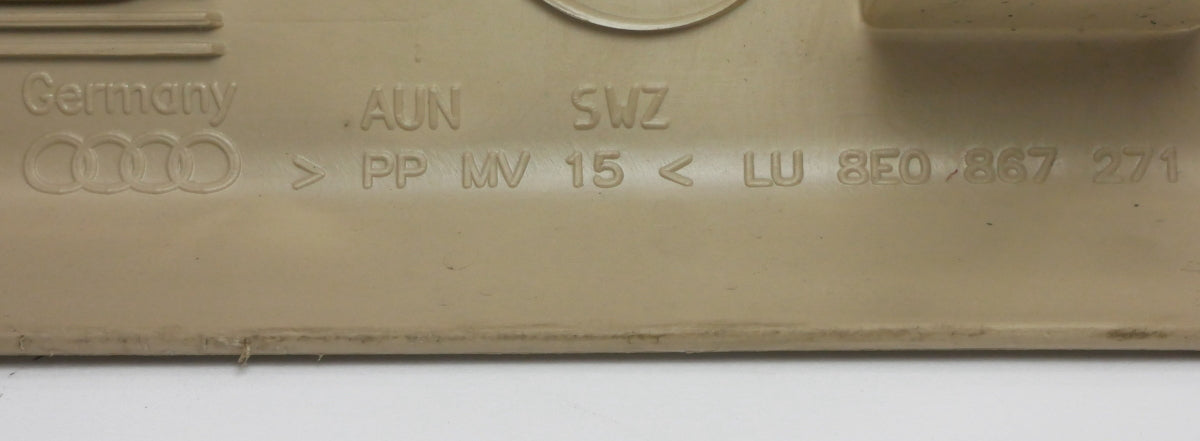 Germany AUN SWZ
> PP MV 15 < LU 8E0 867 271